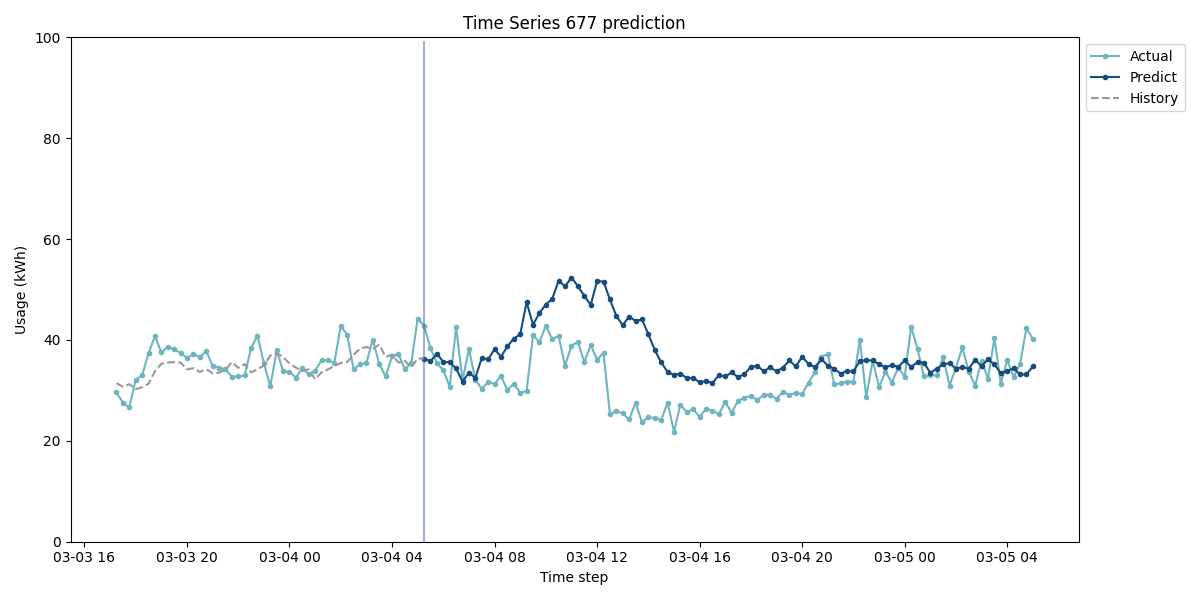 Time Series 677 prediction
100
80
60
40
20
0
Usage (kWh)
03-03 16 03-03 20 03-04 00 03-04 04 03-04 08 03-04 12 03-04 16 03-04 20 03-05 00 03-05 04
Time step
Actual
Predict
History